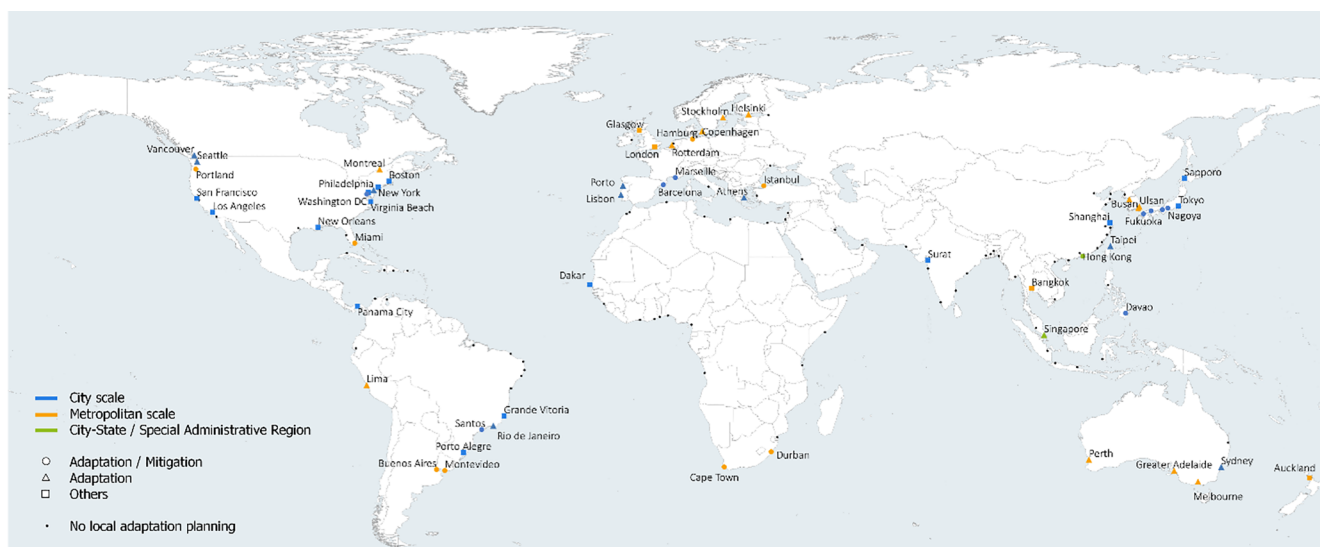 Stockholm
Helsinki
Glasgow
Hamburg
Copenhagen
London
Rotterdam
Vancouver
Seattle
Montreal
Portland
Boston
Marseille
Philadelphia
New York
Porto
Barcelona
Athens
Istanbul
Sapporo
San Francisco
Washington DC
Lisbon
Los Angeles
Virginia Beach
Busan
Ulsan
Tokyo
New Orleans
Shanghai
Fukuoka
Nagoya
Miami
Taipei
Surat
Hong Kong
Dakar
Bangkok
Panama City
Davao
Singapore
Lima
City scale
Metropolitan scale
City-State / Special Administrative Region
Grande Vitoria
Santos
Rio de Janeiro
Porto Alegre
Buenos Aires
Montevideo
Durban
Cape Town
Perth
Greater Adelaide
Sydney
Auckland
Melbourne
Adaptation / Mitigation
Adaptation
Others
No local adaptation planning